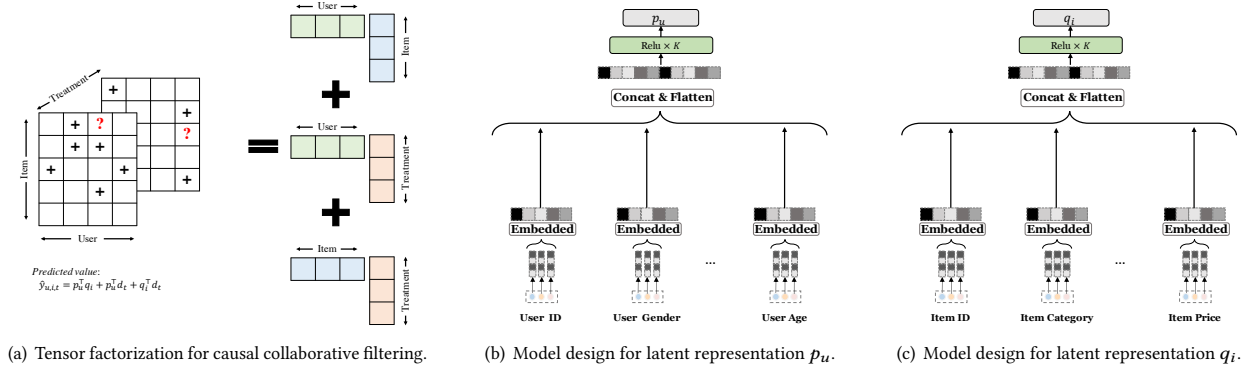 Treatment
Item
User
+
+
?
+
+
+
+
+
+
?
+
=
User
Item
+
User
Treatment
+
Item
Treatment
Predicted value:
ŷu,i,t = pu⊤qi + pu⊤dt + qi⊤dt
(a) Tensor factorization for causal collaborative filtering.
pu
Relu × K
Concat & Flatten
Embedded
Embedded
Embedded
...
User ID
User Gender
User Age
(b) Model design for latent representation pu.
qi
Relu × K
Concat & Flatten
Embedded
Embedded
Embedded
...
Item ID
Item Category
Item Price
(c) Model design for latent representation qi.